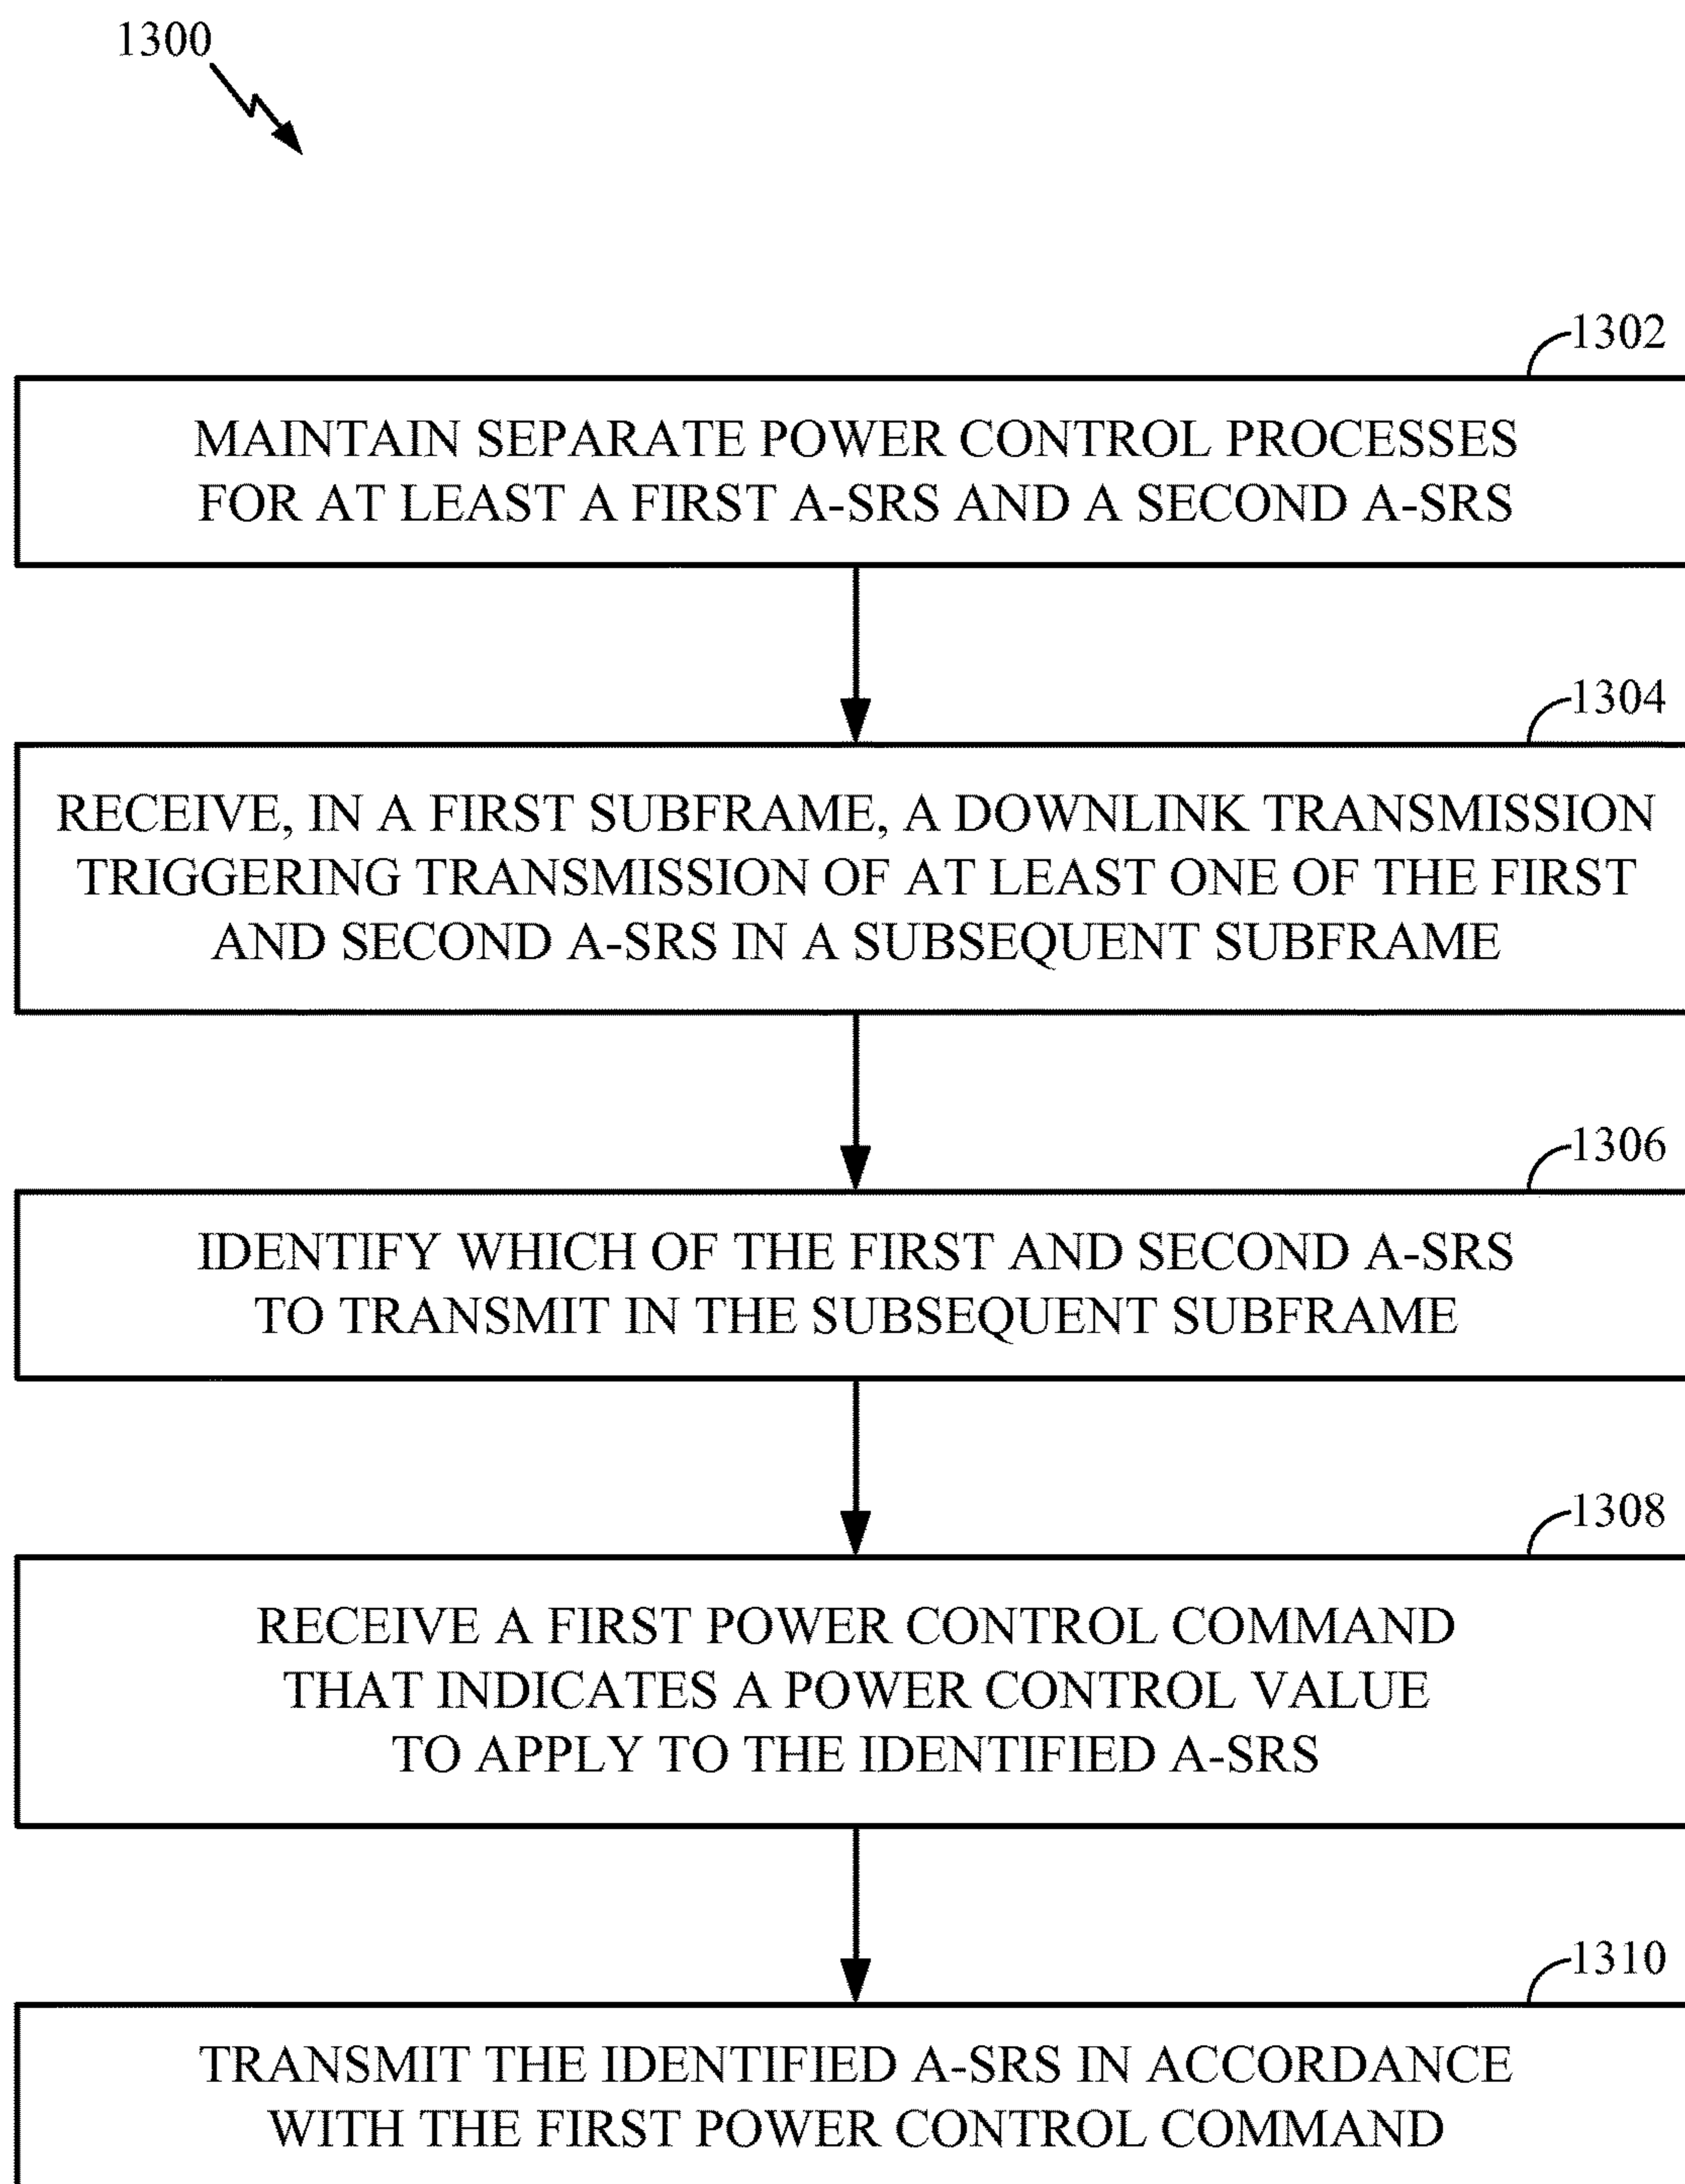 1300
1302
MAINTAIN SEPARATE POWER CONTROL PROCESSES
FOR AT LEAST A FIRST A-SRS AND A SECOND A-SRS
1304
RECEIVE, IN A FIRST SUBFRAME, A DOWNLINK TRANSMISSION
TRIGGERING TRANSMISSION OF AT LEAST ONE OF THE FIRST
AND SECOND A-SRS IN A SUBSEQUENT SUBFRAME
1306
IDENTIFY WHICH OF THE FIRST AND SECOND A-SRS
TO TRANSMIT IN THE SUBSEQUENT SUBFRAME
1308
RECEIVE A FIRST POWER CONTROL COMMAND
THAT INDICATES A POWER CONTROL VALUE
TO APPLY TO THE IDENTIFIED A-SRS
1310
TRANSMIT THE IDENTIFIED A-SRS IN ACCORDANCE
WITH THE FIRST POWER CONTROL COMMAND